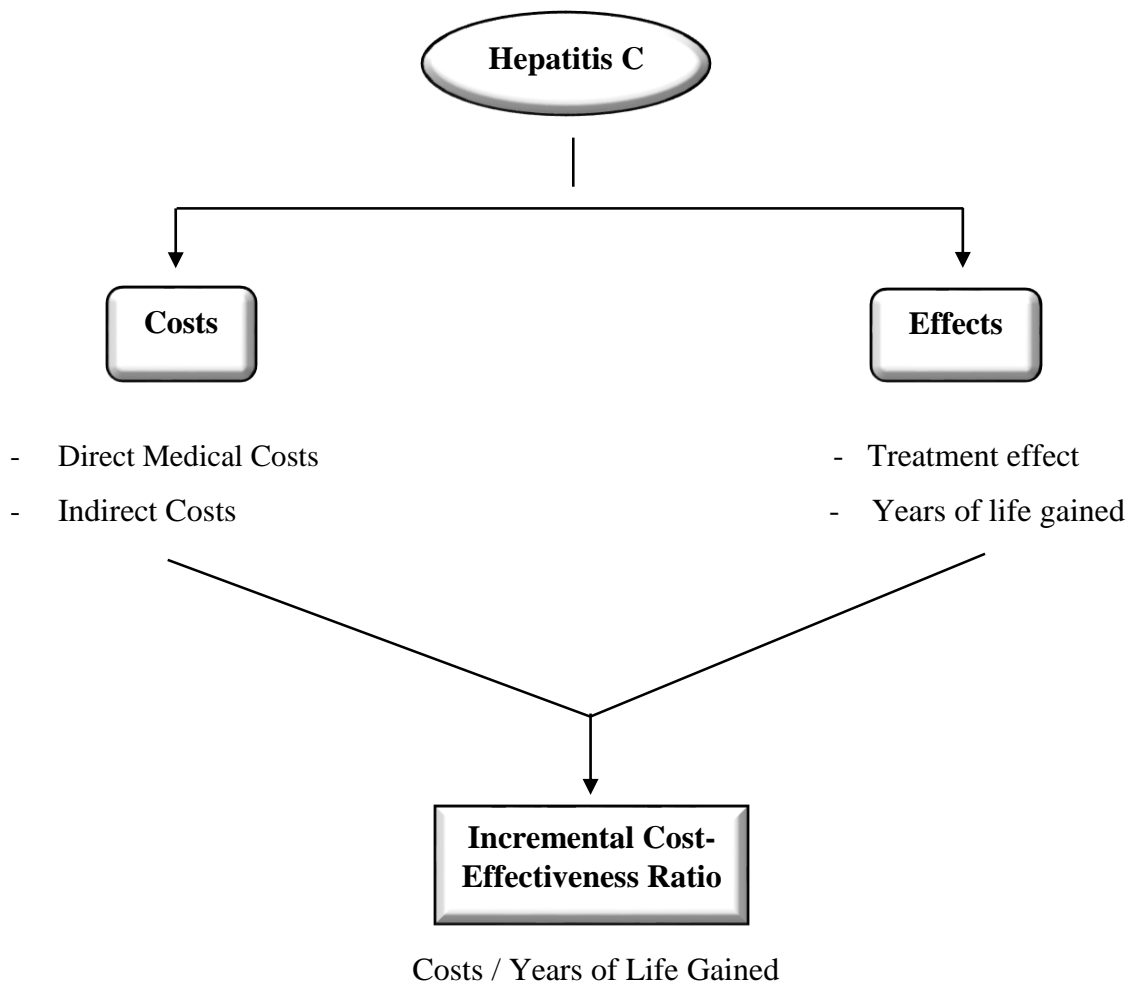 Hepatitis C
Costs
Effects
- Direct Medical Costs
- Indirect Costs
- Treatment effect
- Years of life gained
Incremental Cost-
Effectiveness Ratio
Costs / Years of Life Gained